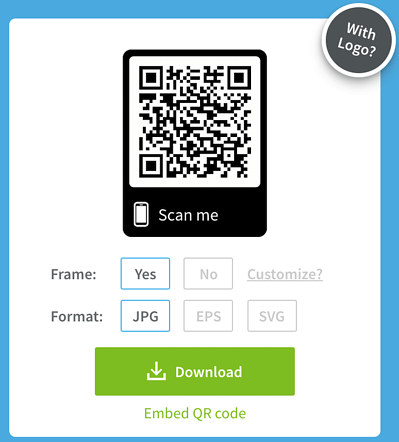 With
Logo?
Scan me
Frame: Yes No Customize?
Format: JPG EPS SVG
Download
Embed QR code